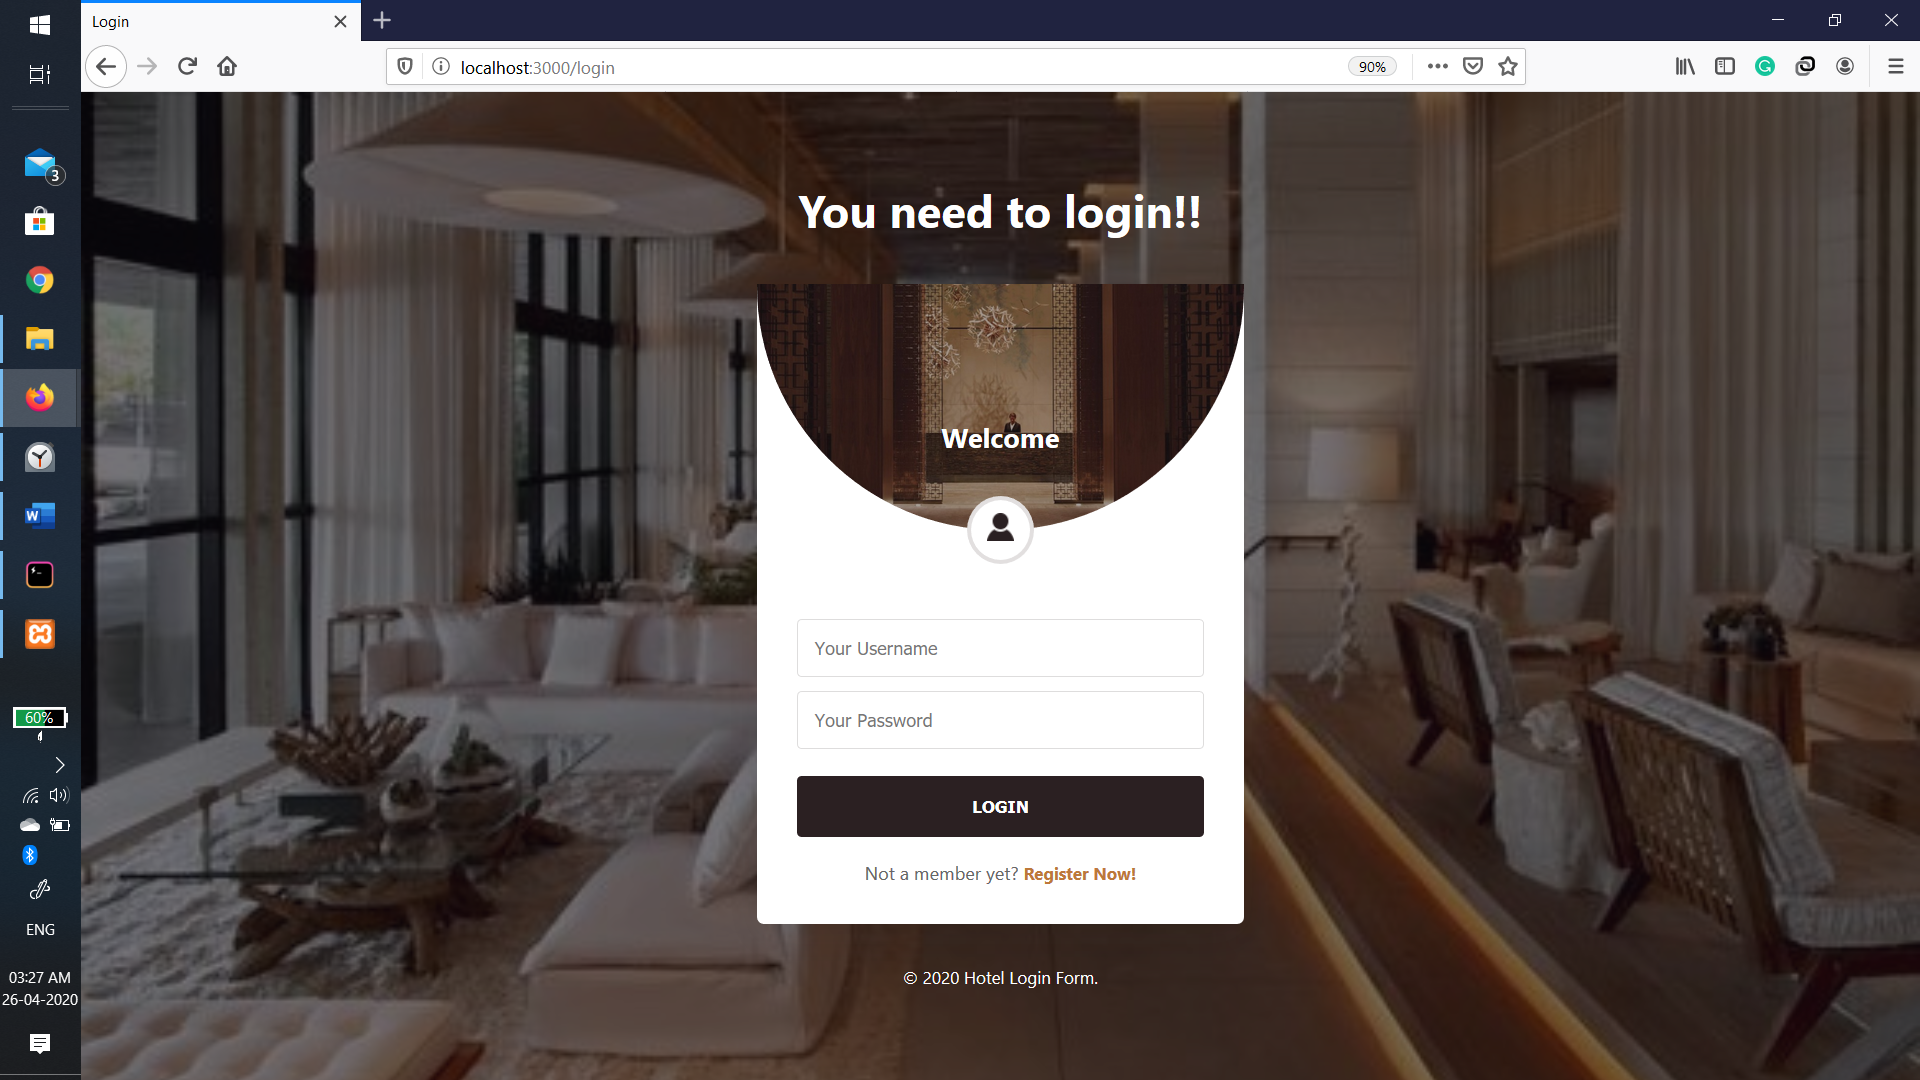 Login
localhost:3000/login
90%
3
You need to login!!
Welcome
Your Username
Your Password
LOGIN
Not a member yet? Register Now!
© 2020 Hotel Login Form.
W
60%
ENG
03:27 AM
26-04-2020